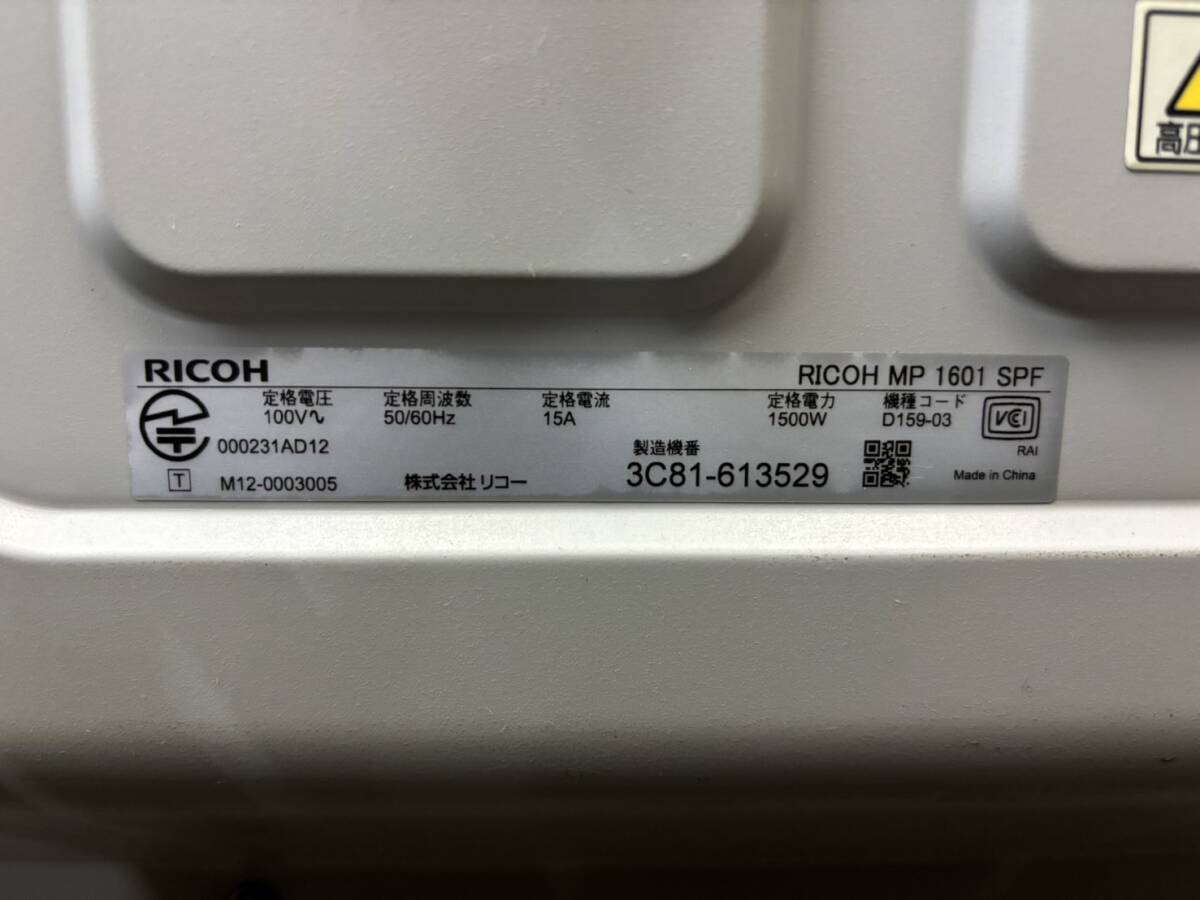 高圧
RICOH
RICOH MP 1601 SPF
定格電圧 定格周波数 定格電流 定格電力 機種コード
100V∿ 50/60Hz 15A 1500W D159-03
VCI
000231AD12
製造機番
RAI
T M12-0003005 株式会社リコー 3C81-613529 Made in China